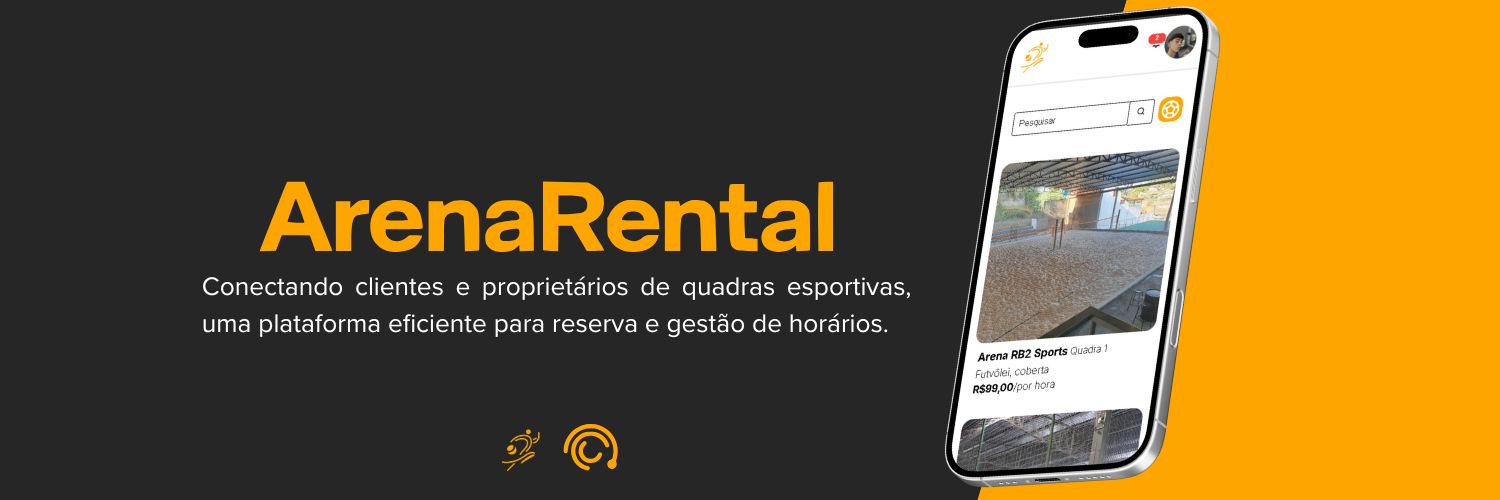 ArenaRental
Conectando clientes e proprietários de quadras esportivas,
uma plataforma eficiente para reserva e gestão de horários.
2
Pesquisar
Arena RB2 Sports Quadra 1
Futvôlei, coberta
R$99,00/por hora